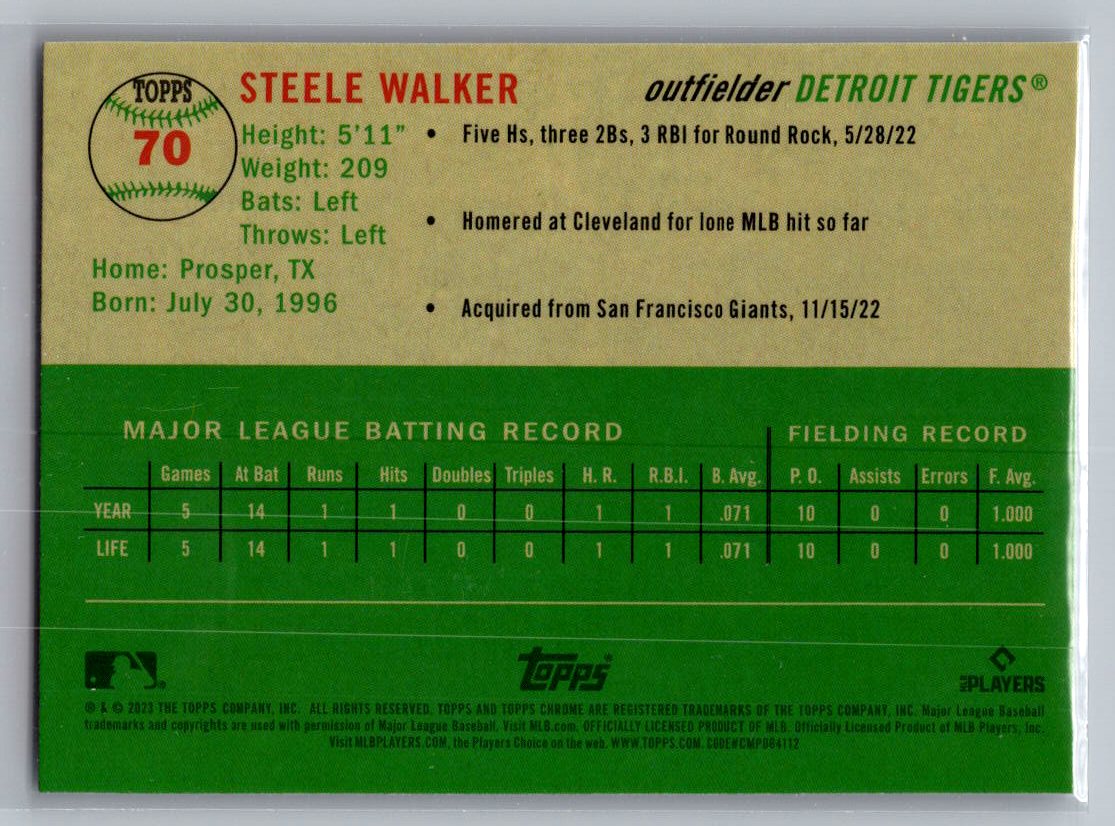 TOPPS
70
STEELE WALKER
outfielder DETROIT TIGERS®
Height: 5'11"
Weight: 209
Bats: Left
Throws: Left
Home: Prosper, TX
Born: July 30, 1996
• Five Hs, three 2Bs, 3 RBI for Round Rock, 5/28/22
• Homered at Cleveland for lone MLB hit so far
• Acquired from San Francisco Giants, 11/15/22
MAJOR LEAGUE BATTING RECORD FIELDING RECORD
Games At Bat Runs Hits Doubles Triples H. R. R.B.I. B. Avg. P. O. Assists Errors F. Avg.
YEAR 5 14 1 1 0 0 1 1 .071 10 0 0 1.000
LIFE 5 14 1 1 0 0 1 1 .071 10 0 0 1.000
Topps®
PLAYERS
® & © 2023 THE TOPPS COMPANY, INC. ALL RIGHTS RESERVED. TOPPS AND TOPPS CHROME ARE REGISTERED TRADEMARKS OF THE TOPPS COMPANY, INC. Major League Baseball
trademarks and copyrights are used with permission of Major League Baseball. Visit MLB.com. OFFICIALLY LICENSED PRODUCT OF MLB. Officially Licensed Product of MLB Players, Inc.
Visit MLBPLAYERS.COM, the Players Choice on the web. WWW.TOPPS.COM. CODE#CMP084112